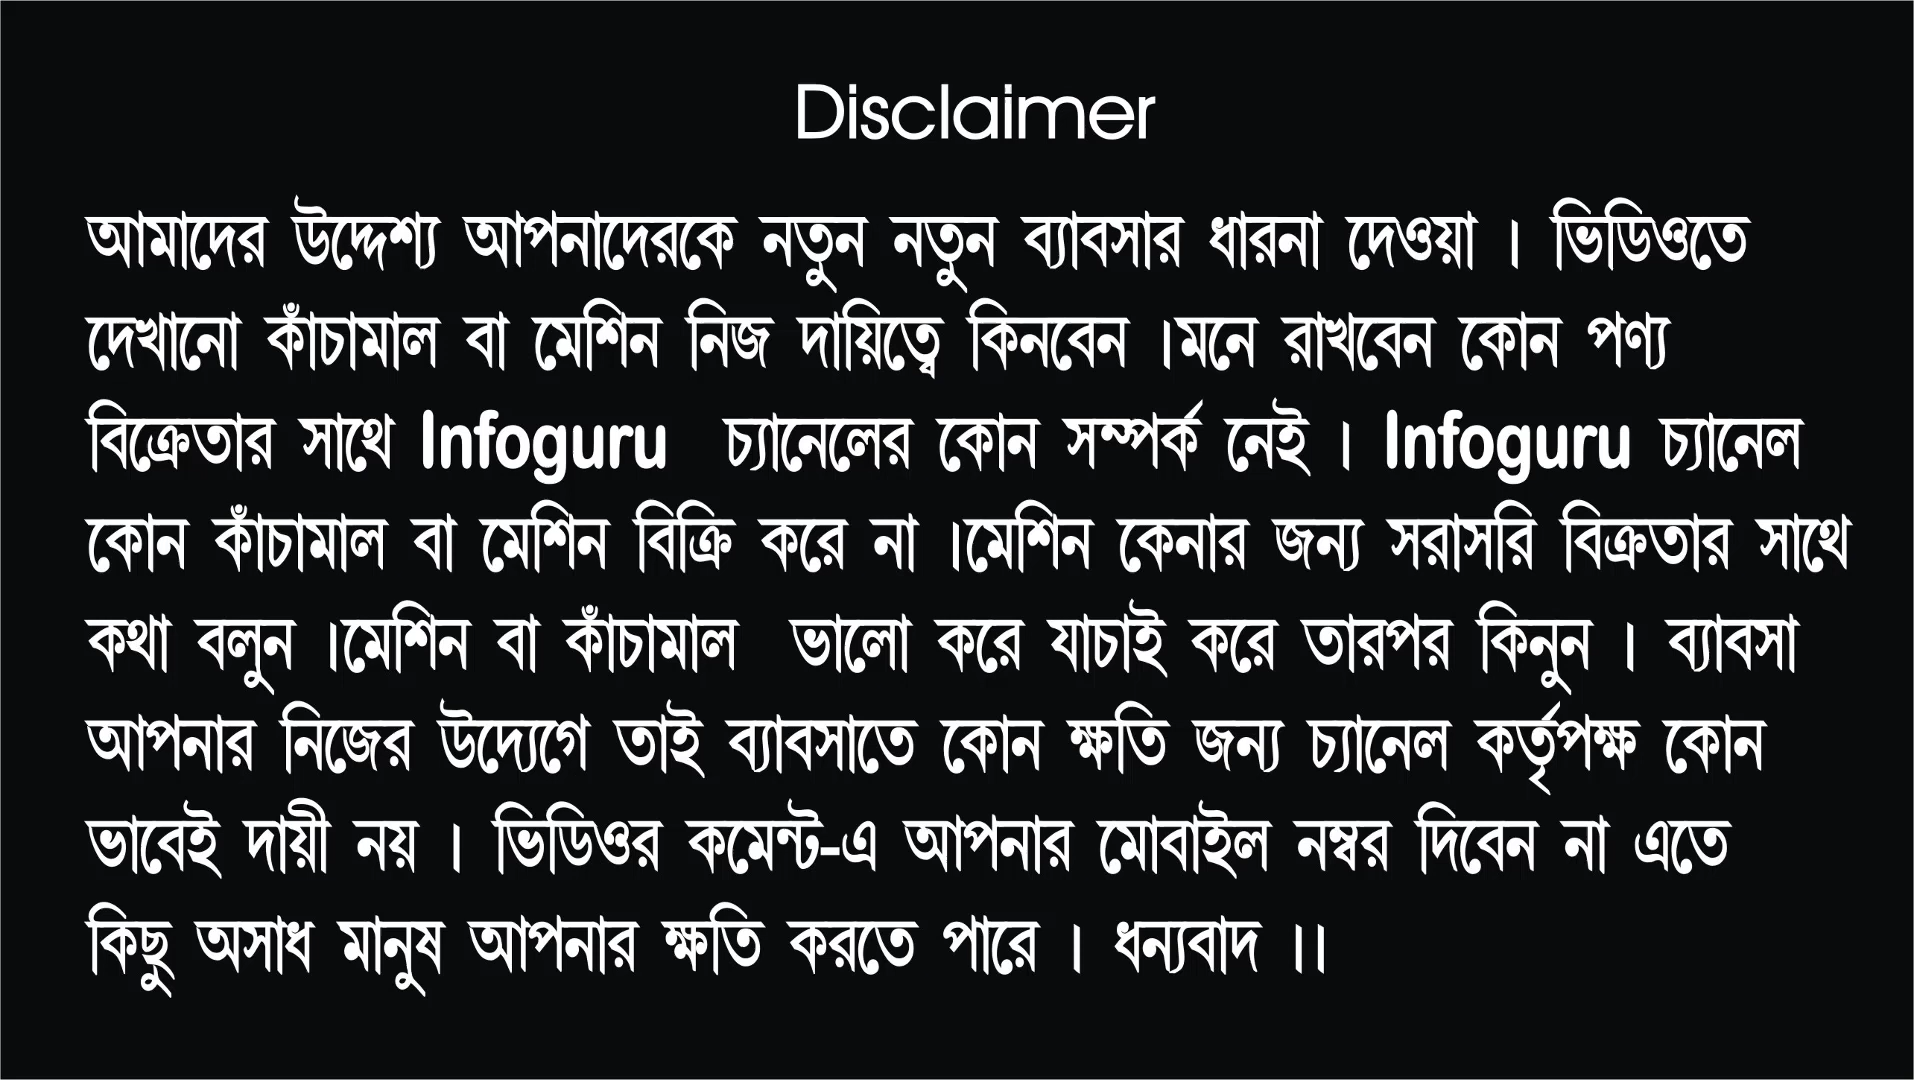 Disclaimer
আমাদের উদ্দেশ্য আপনাদেরকে নতুন নতুন ব্যাবসার ধারনা দেওয়া । ভিডিওতে
দেখানো কাঁচামাল বা মেশিন নিজ দায়িত্বে কিনবেন ।মনে রাখবেন কোন পণ্য
বিক্রেতার সাথে Infoguru চ্যানেলের কোন সম্পর্ক নেই । Infoguru চ্যানেল
কোন কাঁচামাল বা মেশিন বিক্রি করে না ।মেশিন কেনার জন্য সরাসরি বিক্রতার সাথে
কথা বলুন ।মেশিন বা কাঁচামাল ভালো করে যাচাই করে তারপর কিনুন । ব্যাবসা
আপনার নিজের উদ্যেগে তাই ব্যাবসাতে কোন ক্ষতি জন্য চ্যানেল কর্তৃপক্ষ কোন
ভাবেই দায়ী নয় । ভিডিওর কমেন্ট-এ আপনার মোবাইল নম্বর দিবেন না এতে
কিছু অসাধ মানুষ আপনার ক্ষতি করতে পারে । ধন্যবাদ ।।